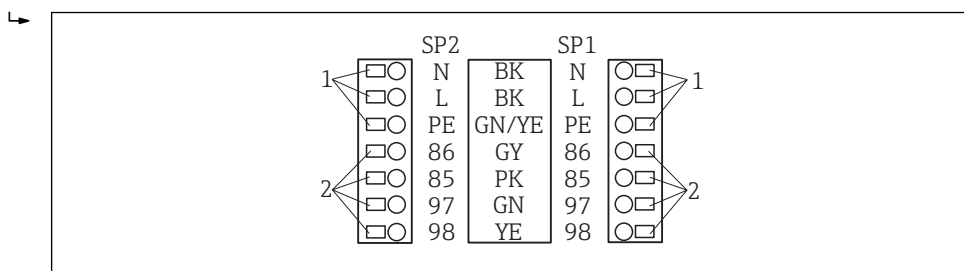 SP2 SP1
N BK N
1 L BK L 1
PE GN/YE PE
86 GY 86
2 85 PK 85 2
97 GN 97
98 YE 98